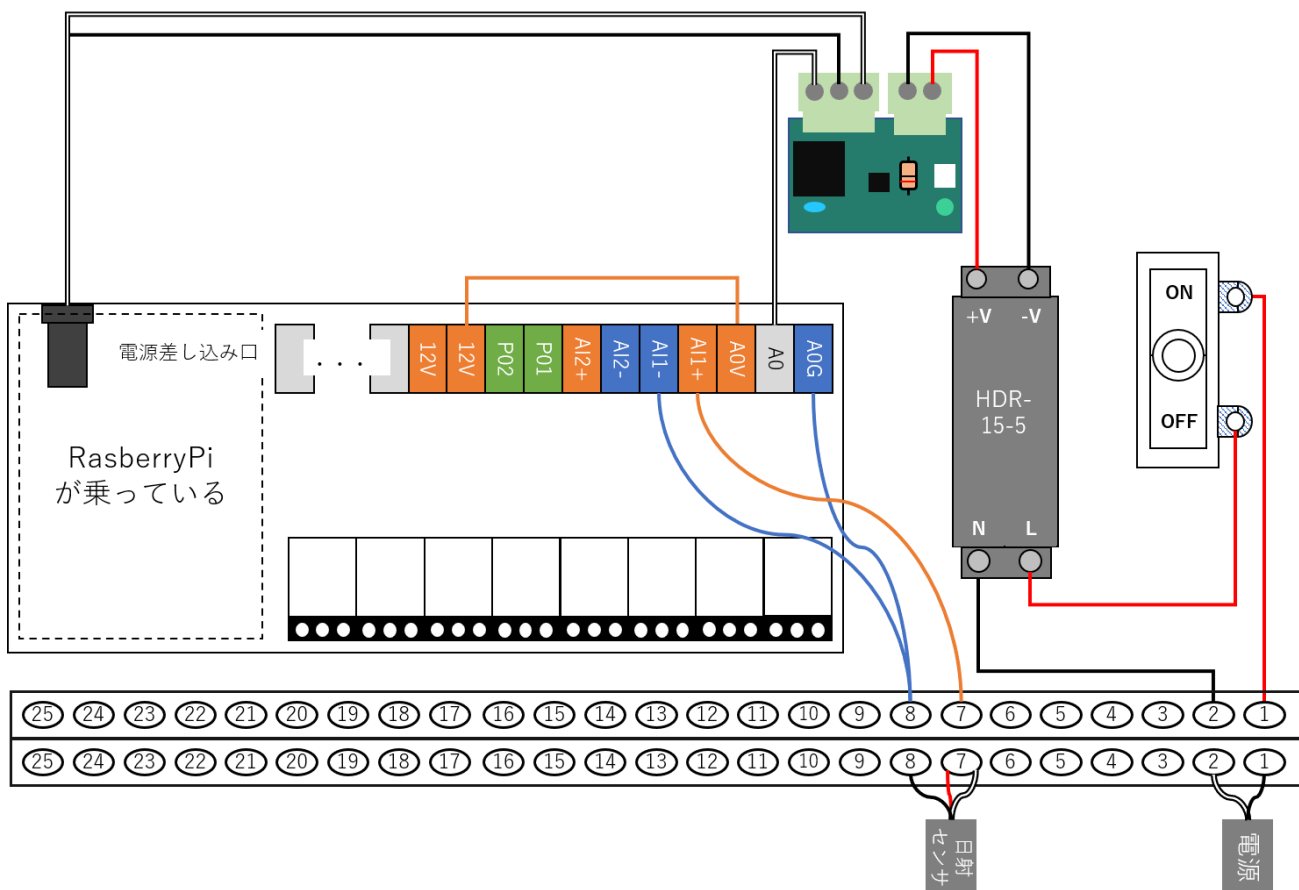 ON
+V -V
電源差し込み口
・・・
12V
12V
P02
P01
AI2+
AI2-
AI1-
AI1+
A0V
A0
A0G
HDR-
15-5
OFF
RasberryPi
が乗っている
N L
25 24 23 22 21 20 19 18 17 16 15 14 13 12 11 10 9 8 7 6 5 4 3 2 1
25 24 23 22 21 20 19 18 17 16 15 14 13 12 11 10 9 8 7 6 5 4 3 2 1
日射
センサ
電源